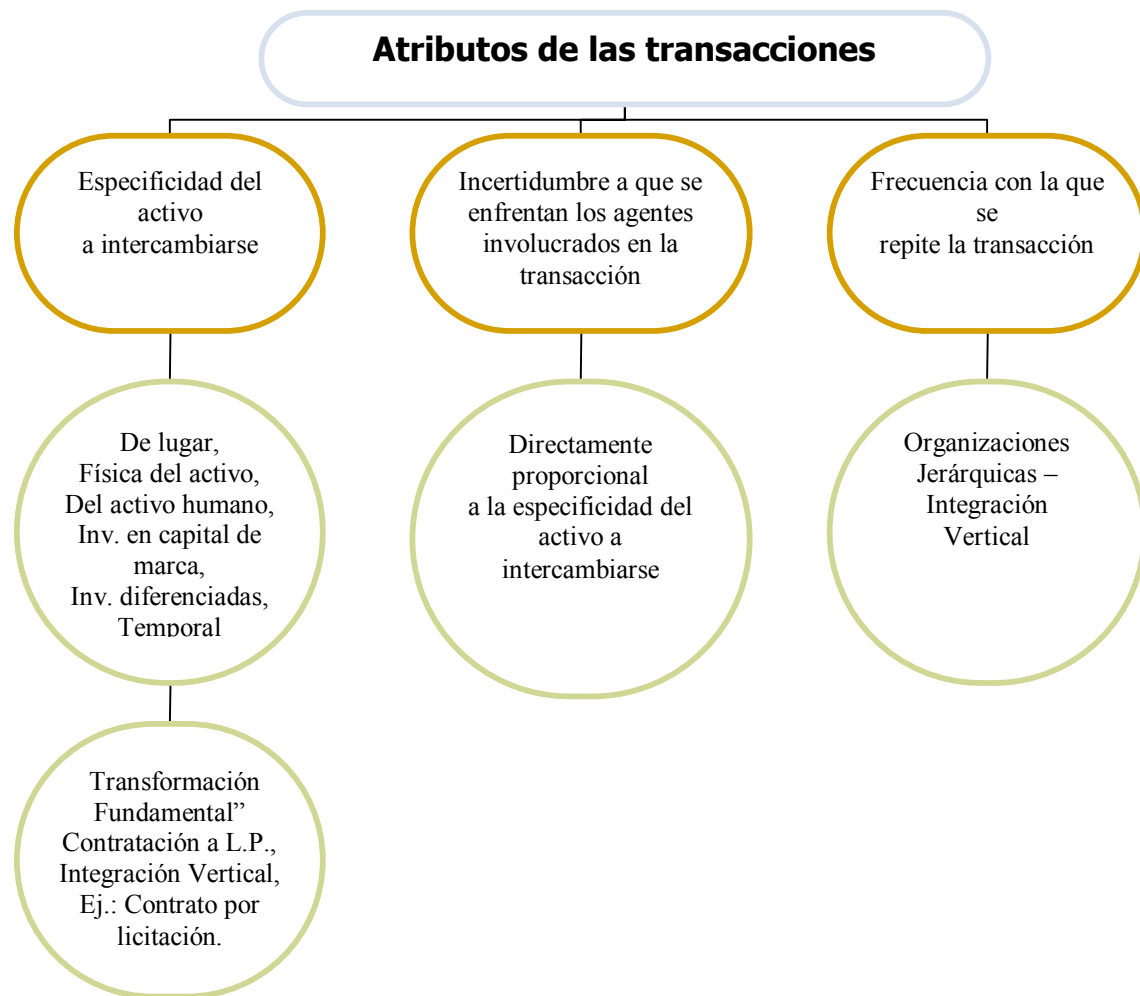 Atributos de las transacciones
Especificidad del
activo
a intercambiarse
Incertidumbre a que se
enfrentan los agentes
involucrados en la
transacción
Frecuencia con la que
se
repite la transacción
De lugar,
Física del activo,
Del activo humano,
Inv. en capital de
marca,
Inv. diferenciadas,
Temporal
Directamente
proporcional
a la especificidad del
activo a
intercambiarse
Organizaciones
Jerárquicas –
Integración
Vertical
Transformación
Fundamental”
Contratación a L.P.,
Integración Vertical,
Ej.: Contrato por
licitación.